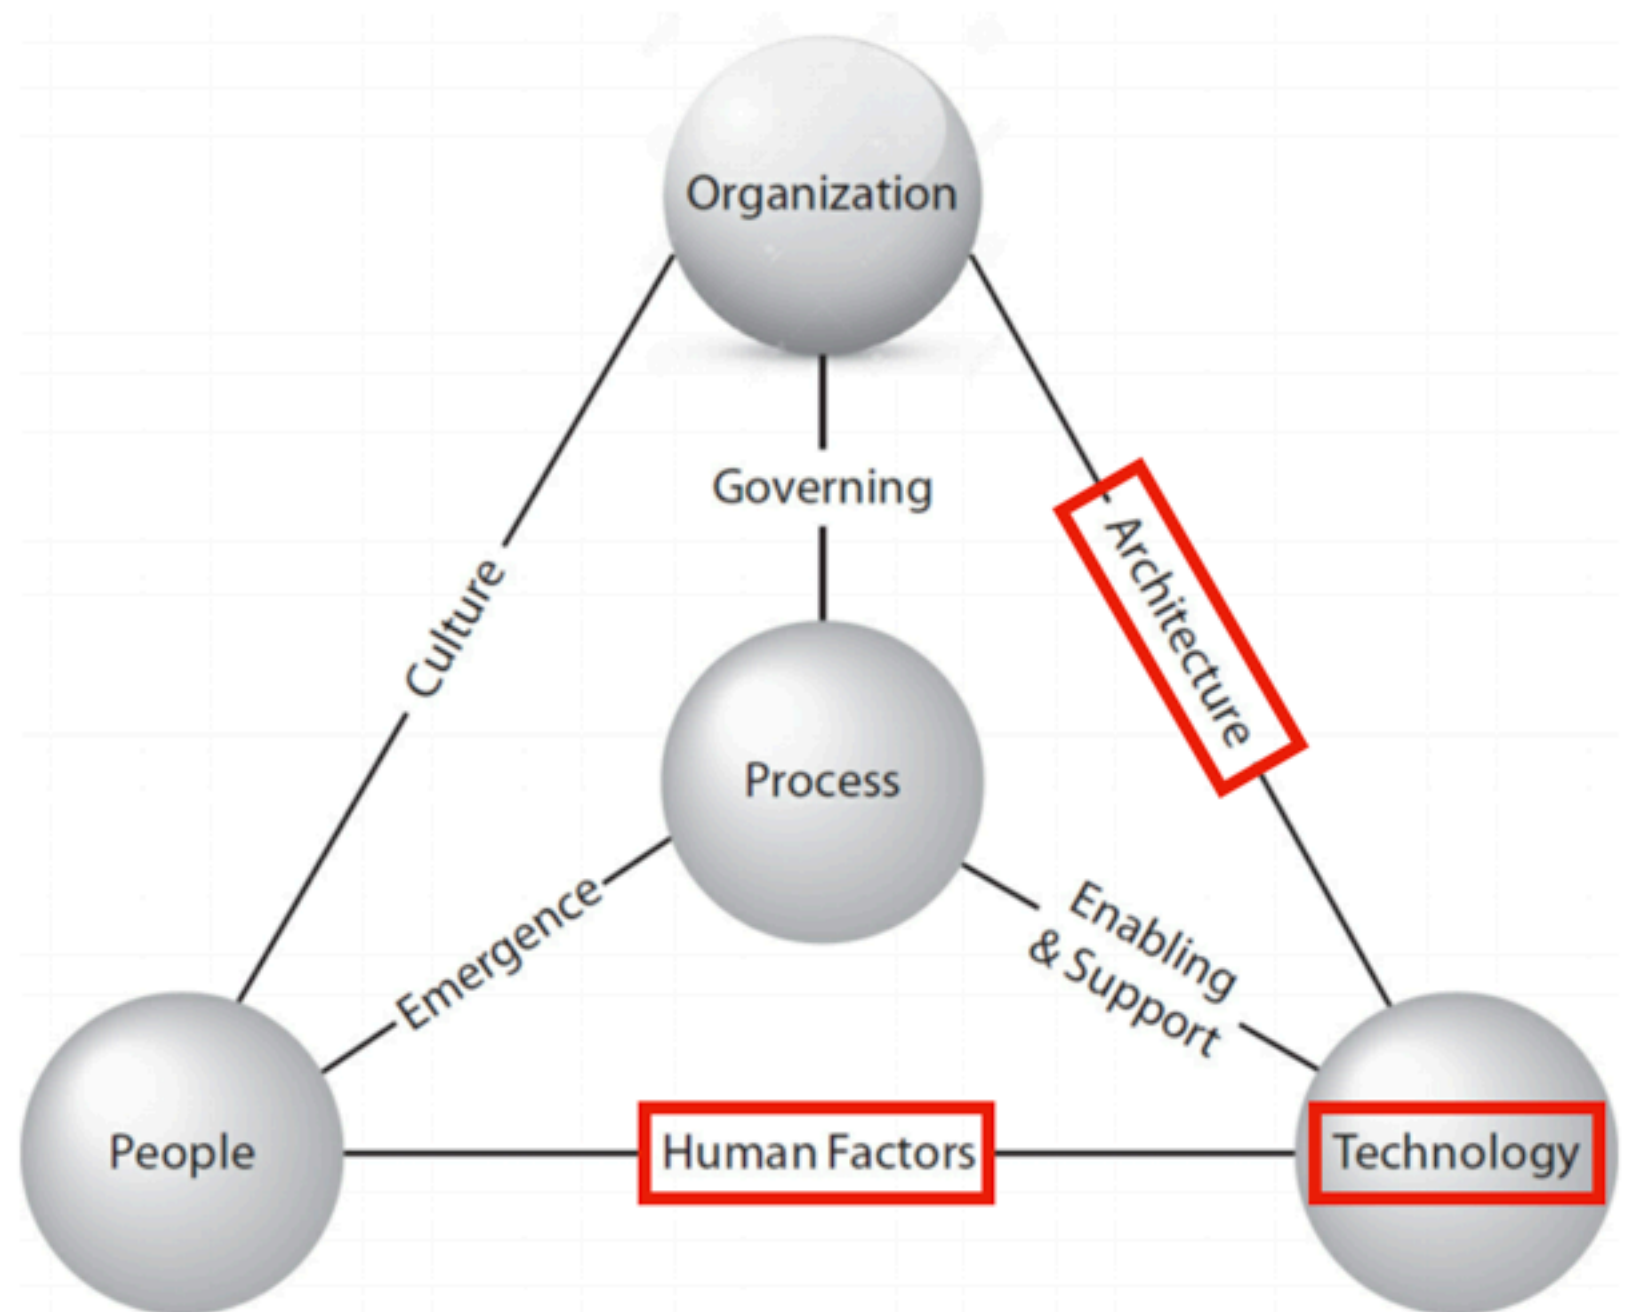 Organization
Governing
Architecture
Culture
Process
Enabling
& Support
Emergence
People
Human Factors
Technology